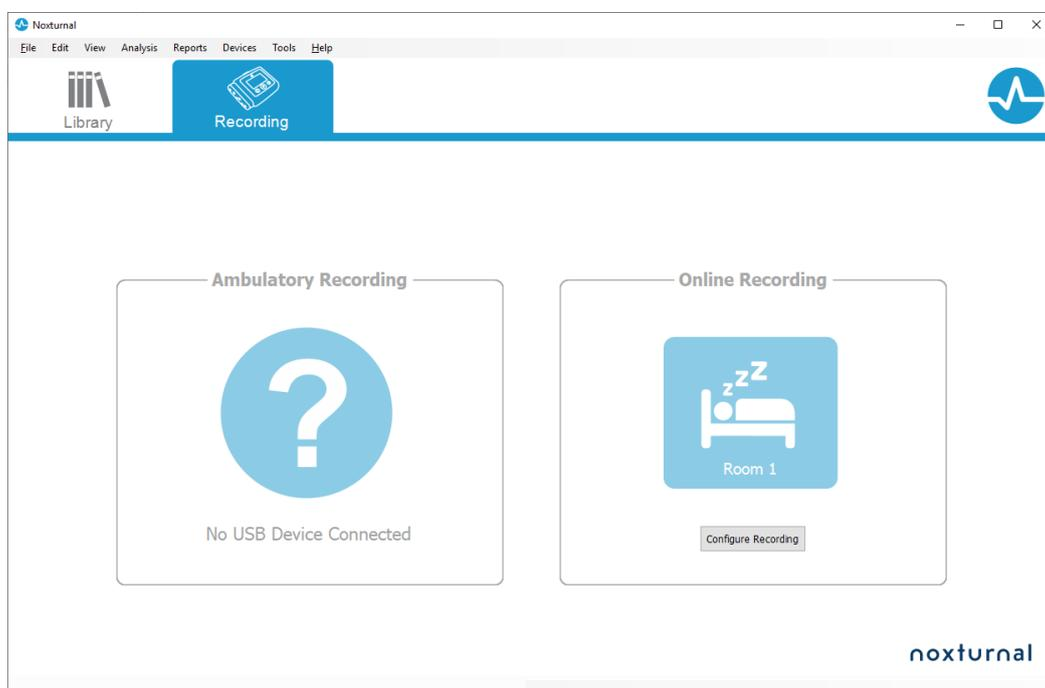 Noxturnal
File Edit View Analysis Reports Devices Tools Help
Library
Recording
Ambulatory Recording
?
No USB Device Connected
Online Recording
zzz
Room 1
Configure Recording
noxturnal